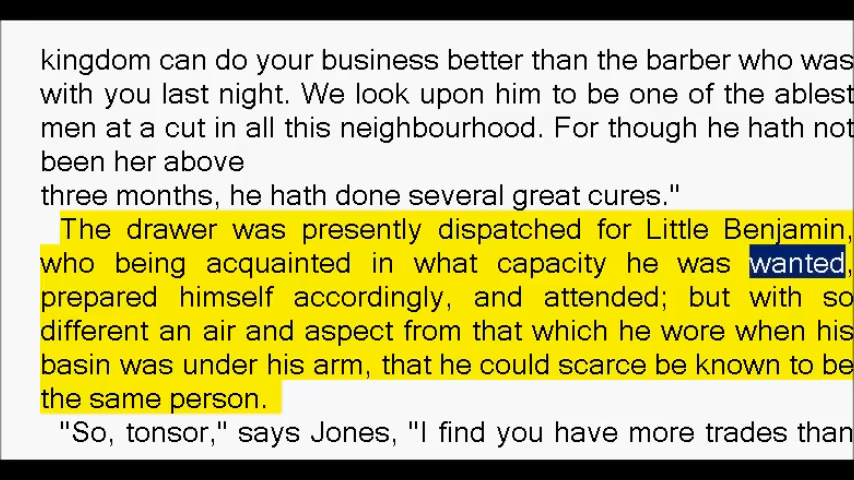 kingdom can do your business better than the barber who was
with you last night. We look upon him to be one of the ablest
men at a cut in all this neighbourhood. For though he hath not
been her above
three months, he hath done several great cures."
The drawer was presently dispatched for Little Benjamin,
who being acquainted in what capacity he was wanted,
prepared himself accordingly, and attended; but with so
different an air and aspect from that which he wore when his
basin was under his arm, that he could scarce be known to be
the same person.
"So, tonsor," says Jones, "I find you have more trades than